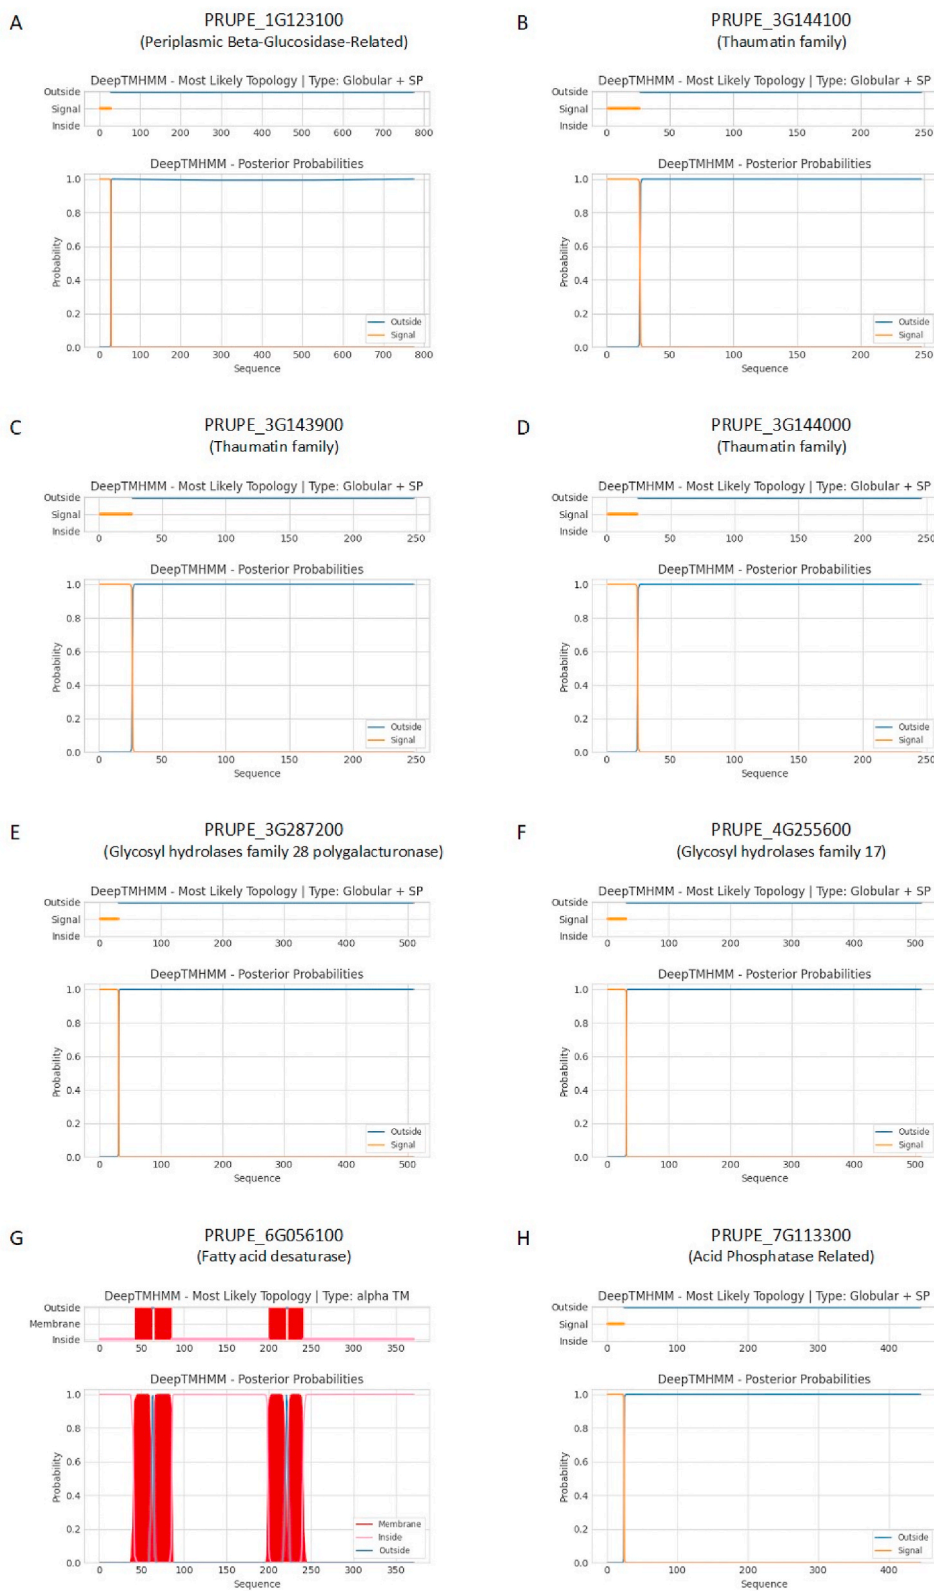 A
PRUPE_1G123100
(Periplasmic Beta-Glucosidase-Related)
DeepTMHMM - Most Likely Topology | Type: Globular + SP
Outside
Signal
Inside
0 100 200 300 400 500 600 700 800
DeepTMHMM - Posterior Probabilities
1.0
0.8
0.6
0.4
0.2
0.0
Probability
Outside
Signal
0 100 200 300 400 500 600 700 800
Sequence
B
PRUPE_3G144100
(Thaumatin family)
DeepTMHMM - Most Likely Topology | Type: Globular + SP
Outside
Signal
Inside
0 50 100 150 200 250
DeepTMHMM - Posterior Probabilities
1.0
0.8
0.6
0.4
0.2
0.0
Probability
Outside
Signal
0 50 100 150 200 250
Sequence
C
PRUPE_3G143900
(Thaumatin family)
DeepTMHMM - Most Likely Topology | Type: Globular + SP
Outside
Signal
Inside
0 50 100 150 200 250
DeepTMHMM - Posterior Probabilities
1.0
0.8
0.6
0.4
0.2
0.0
Probability
Outside
Signal
0 50 100 150 200 250
Sequence
D
PRUPE_3G144000
(Thaumatin family)
DeepTMHMM - Most Likely Topology | Type: Globular + SP
Outside
Signal
Inside
0 50 100 150 200 250
DeepTMHMM - Posterior Probabilities
1.0
0.8
0.6
0.4
0.2
0.0
Probability
Outside
Signal
0 50 100 150 200 250
Sequence
E
PRUPE_3G287200
(Glycosyl hydrolases family 28 polygalacturonase)
DeepTMHMM - Most Likely Topology | Type: Globular + SP
Outside
Signal
Inside
0 100 200 300 400 500
DeepTMHMM - Posterior Probabilities
1.0
0.8
0.6
0.4
0.2
0.0
Probability
Outside
Signal
0 100 200 300 400 500
Sequence
F
PRUPE_4G255600
(Glycosyl hydrolases family 17)
DeepTMHMM - Most Likely Topology | Type: Globular + SP
Outside
Signal
Inside
0 100 200 300 400 500
DeepTMHMM - Posterior Probabilities
1.0
0.8
0.6
0.4
0.2
0.0
Probability
Outside
Signal
0 100 200 300 400 500
Sequence
G
PRUPE_6G056100
(Fatty acid desaturase)
DeepTMHMM - Most Likely Topology | Type: alpha TM
Outside
Membrane
Inside
0 50 100 150 200 250 300 350
DeepTMHMM - Posterior Probabilities
1.0
0.8
0.6
0.4
0.2
0.0
Probability
Membrane
Inside
Outside
0 50 100 150 200 250 300 350
Sequence
H
PRUPE_7G113300
(Acid Phosphatase Related)
DeepTMHMM - Most Likely Topology | Type: Globular + SP
Outside
Signal
Inside
0 100 200 300 400
DeepTMHMM - Posterior Probabilities
1.0
0.8
0.6
0.4
0.2
0.0
Probability
Outside
Signal
0 100 200 300 400
Sequence